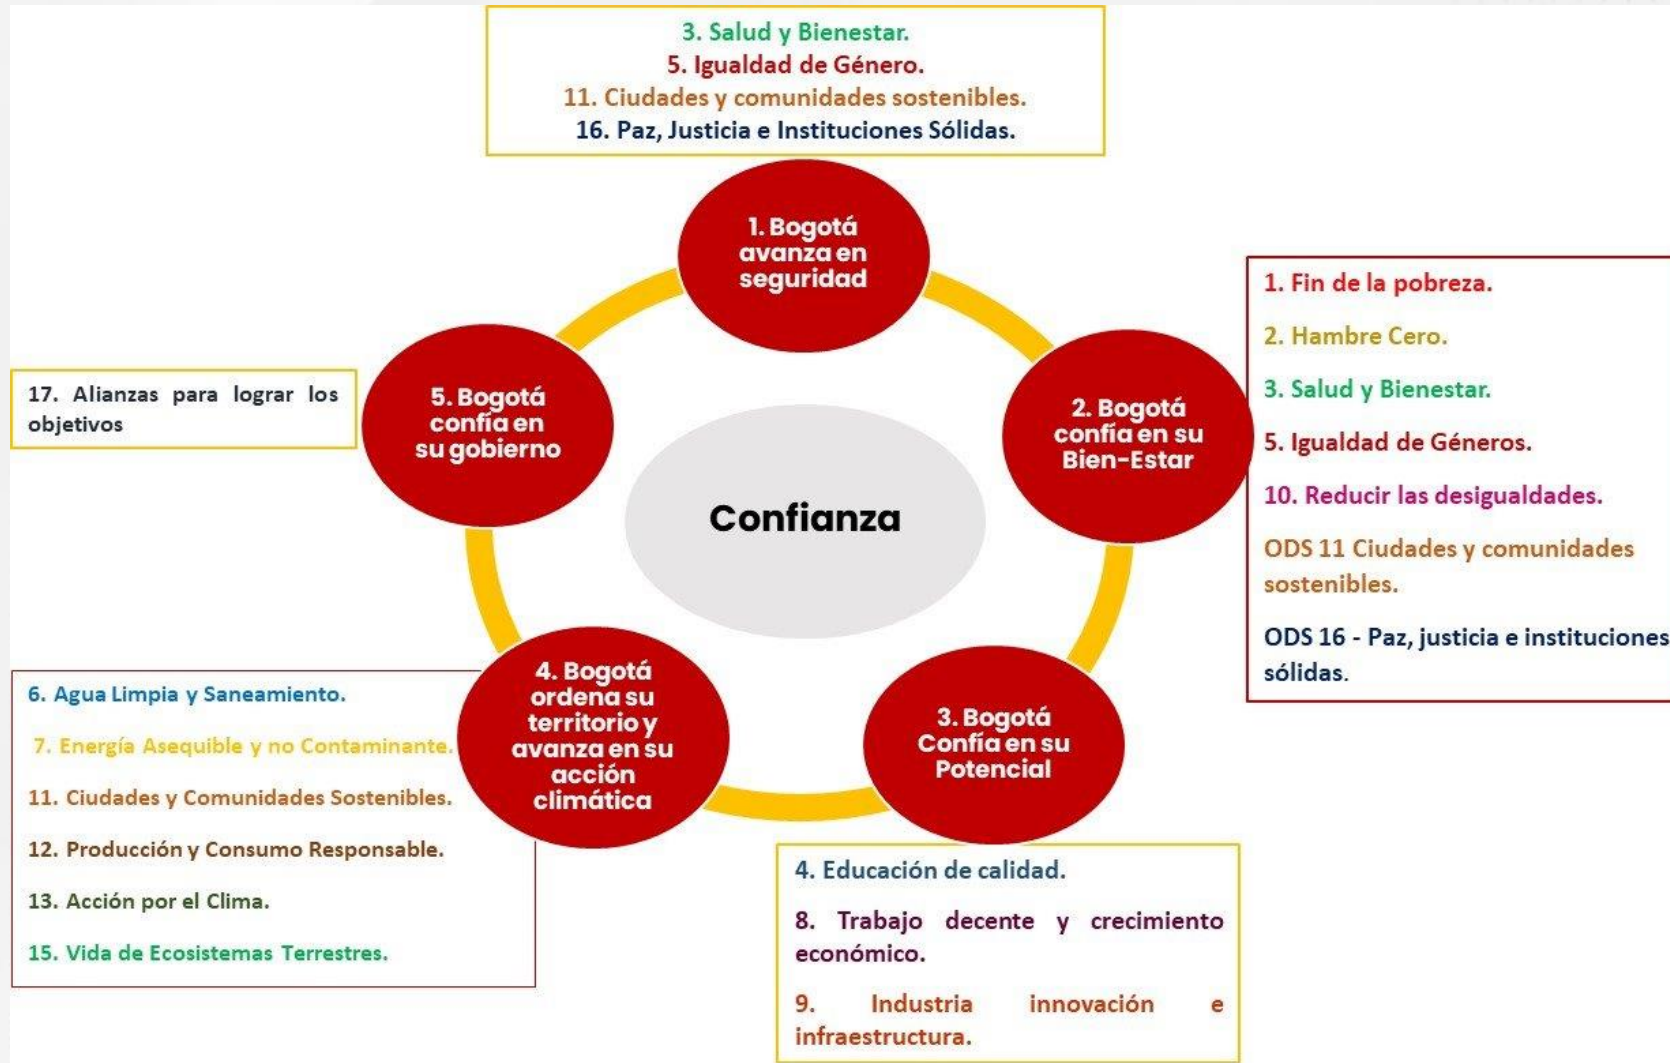 3. Salud y Bienestar.
5. Igualdad de Género.
11. Ciudades y comunidades sostenibles.
16. Paz, Justicia e Instituciones Sólidas.
1. Bogotá
avanza en
seguridad
1. Fin de la pobreza.
2. Hambre Cero.
3. Salud y Bienestar.
5. Igualdad de Géneros.
10. Reducir las desigualdades.
ODS 11 Ciudades y comunidades
sostenibles.
ODS 16 - Paz, justicia e instituciones
sólidas.
2. Bogotá
confía en su
Bien-Estar
17. Alianzas para lograr los
objetivos
5. Bogotá
confía en
su gobierno
Confianza
4. Bogotá
ordena su
territorio y
avanza en su
acción
climática
3. Bogotá
Confía en su
Potencial
6. Agua Limpia y Saneamiento.
7. Energía Asequible y no Contaminante.
11. Ciudades y Comunidades Sostenibles.
12. Producción y Consumo Responsable.
13. Acción por el Clima.
15. Vida de Ecosistemas Terrestres.
4. Educación de calidad.
8. Trabajo decente y crecimiento
económico.
9. Industria innovación e
infraestructura.